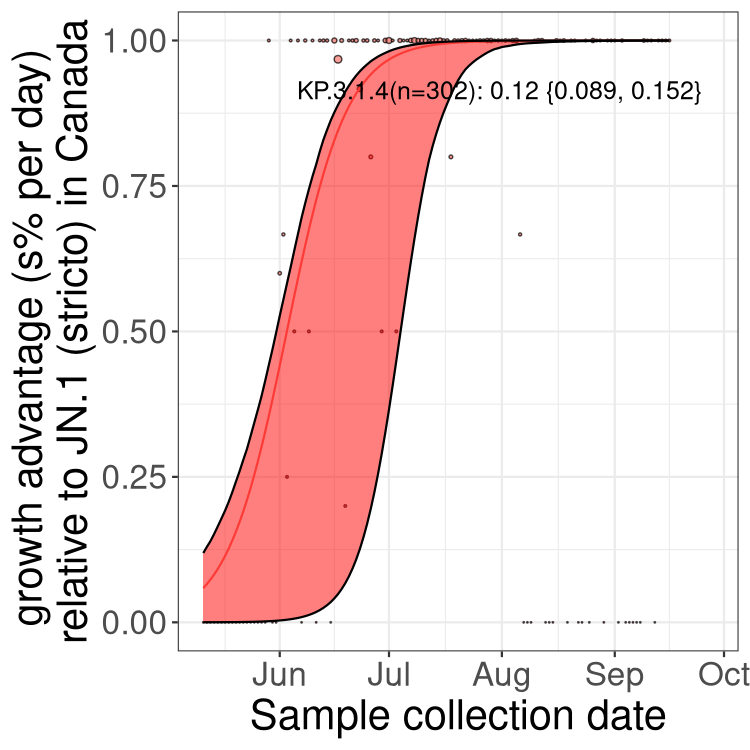 growth advantage (s% per day)
relative to JN.1 (stricto) in Canada
1.00
0.75
0.50
0.25
0.00
KP.3.1.4(n=302): 0.12 {0.089, 0.152}
Jun Jul Aug Sep Oct
Sample collection date